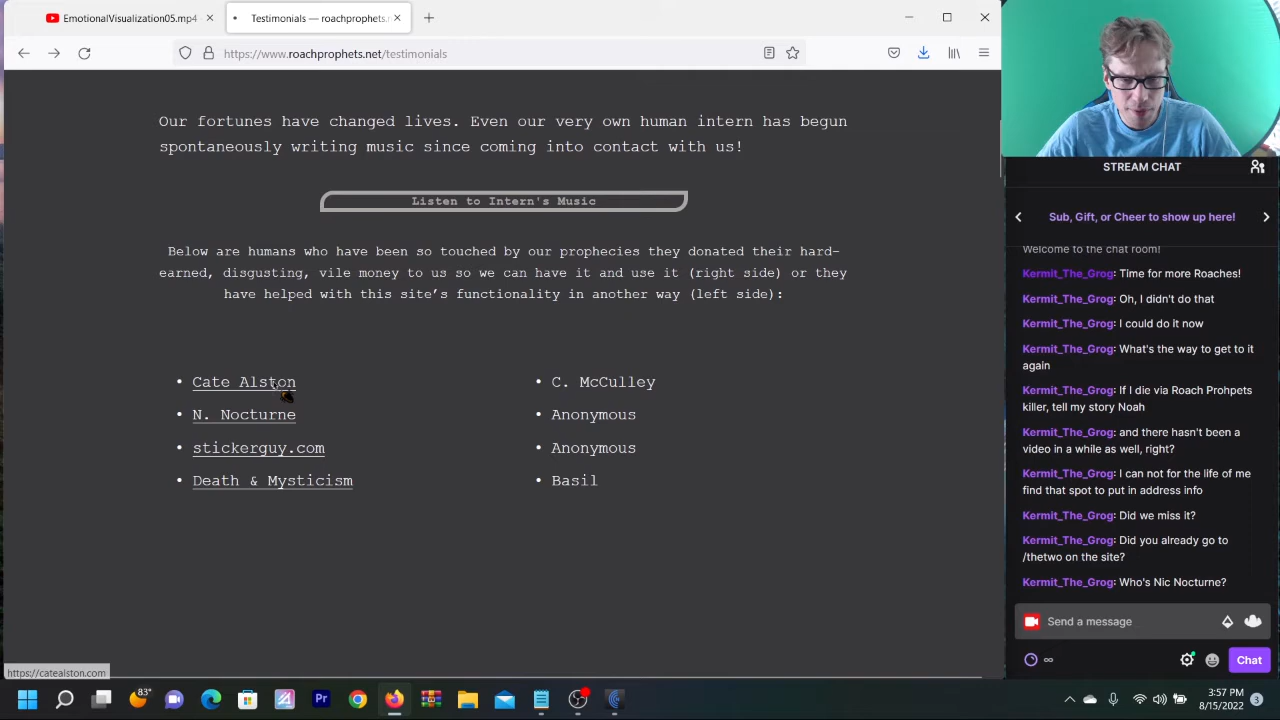 EmotionalVisualization05.mp4
Testimonials — roachprophets.n
https://www.roachprophets.net/testimonials
Our fortunes have changed lives. Even our very own human intern has begun
spontaneously writing music since coming into contact with us!
Listen to Intern's Music
Below are humans who have been so touched by our prophecies they donated their hard-
earned, disgusting, vile money to us so we can have it and use it (right side) or they
have helped with this site's functionality in another way (left side):
• Cate Alston
• N. Nocturne
• stickerguy.com
• Death & Mysticism
• C. McCulley
• Anonymous
• Anonymous
• Basil
https://catealston.com
STREAM CHAT
Sub, Gift, or Cheer to show up here!
Welcome to the chat room!
Kermit_The_Grog: Time for more Roaches!
Kermit_The_Grog: Oh, I didn't do that
Kermit_The_Grog: I could do it now
Kermit_The_Grog: What's the way to get to it
again
Kermit_The_Grog: If I die via Roach Prohpets
killer, tell my story Noah
Kermit_The_Grog: and there hasn't been a
video in a while as well, right?
Kermit_The_Grog: I can not for the life of me
find that spot to put in address info
Kermit_The_Grog: Did we miss it?
Kermit_The_Grog: Did you already go to
/thetwo on the site?
Kermit_The_Grog: Who's Nic Nocturne?
Send a message
Chat
83°
Pr
3:57 PM
8/15/2022
3